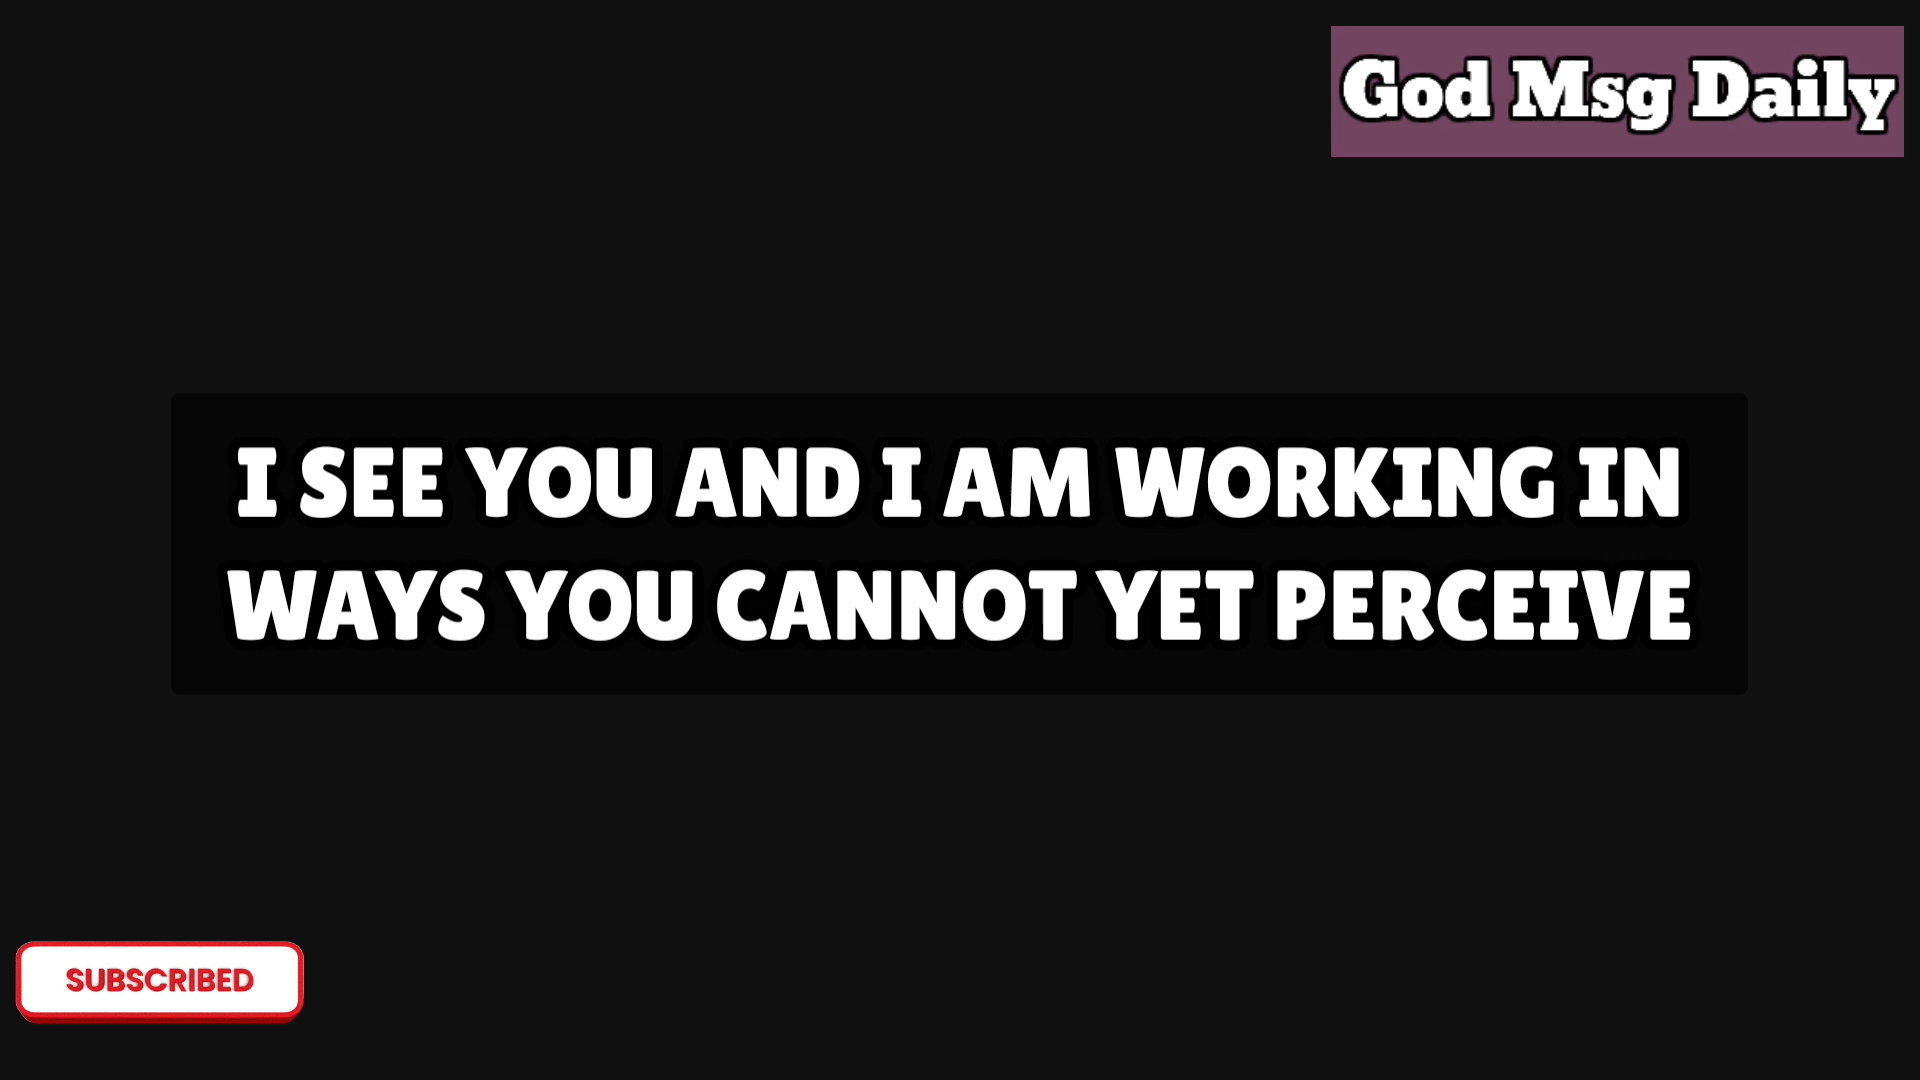 God Msg Daily
I SEE YOU AND I AM WORKING IN
WAYS YOU CANNOT YET PERCEIVE
SUBSCRIBED